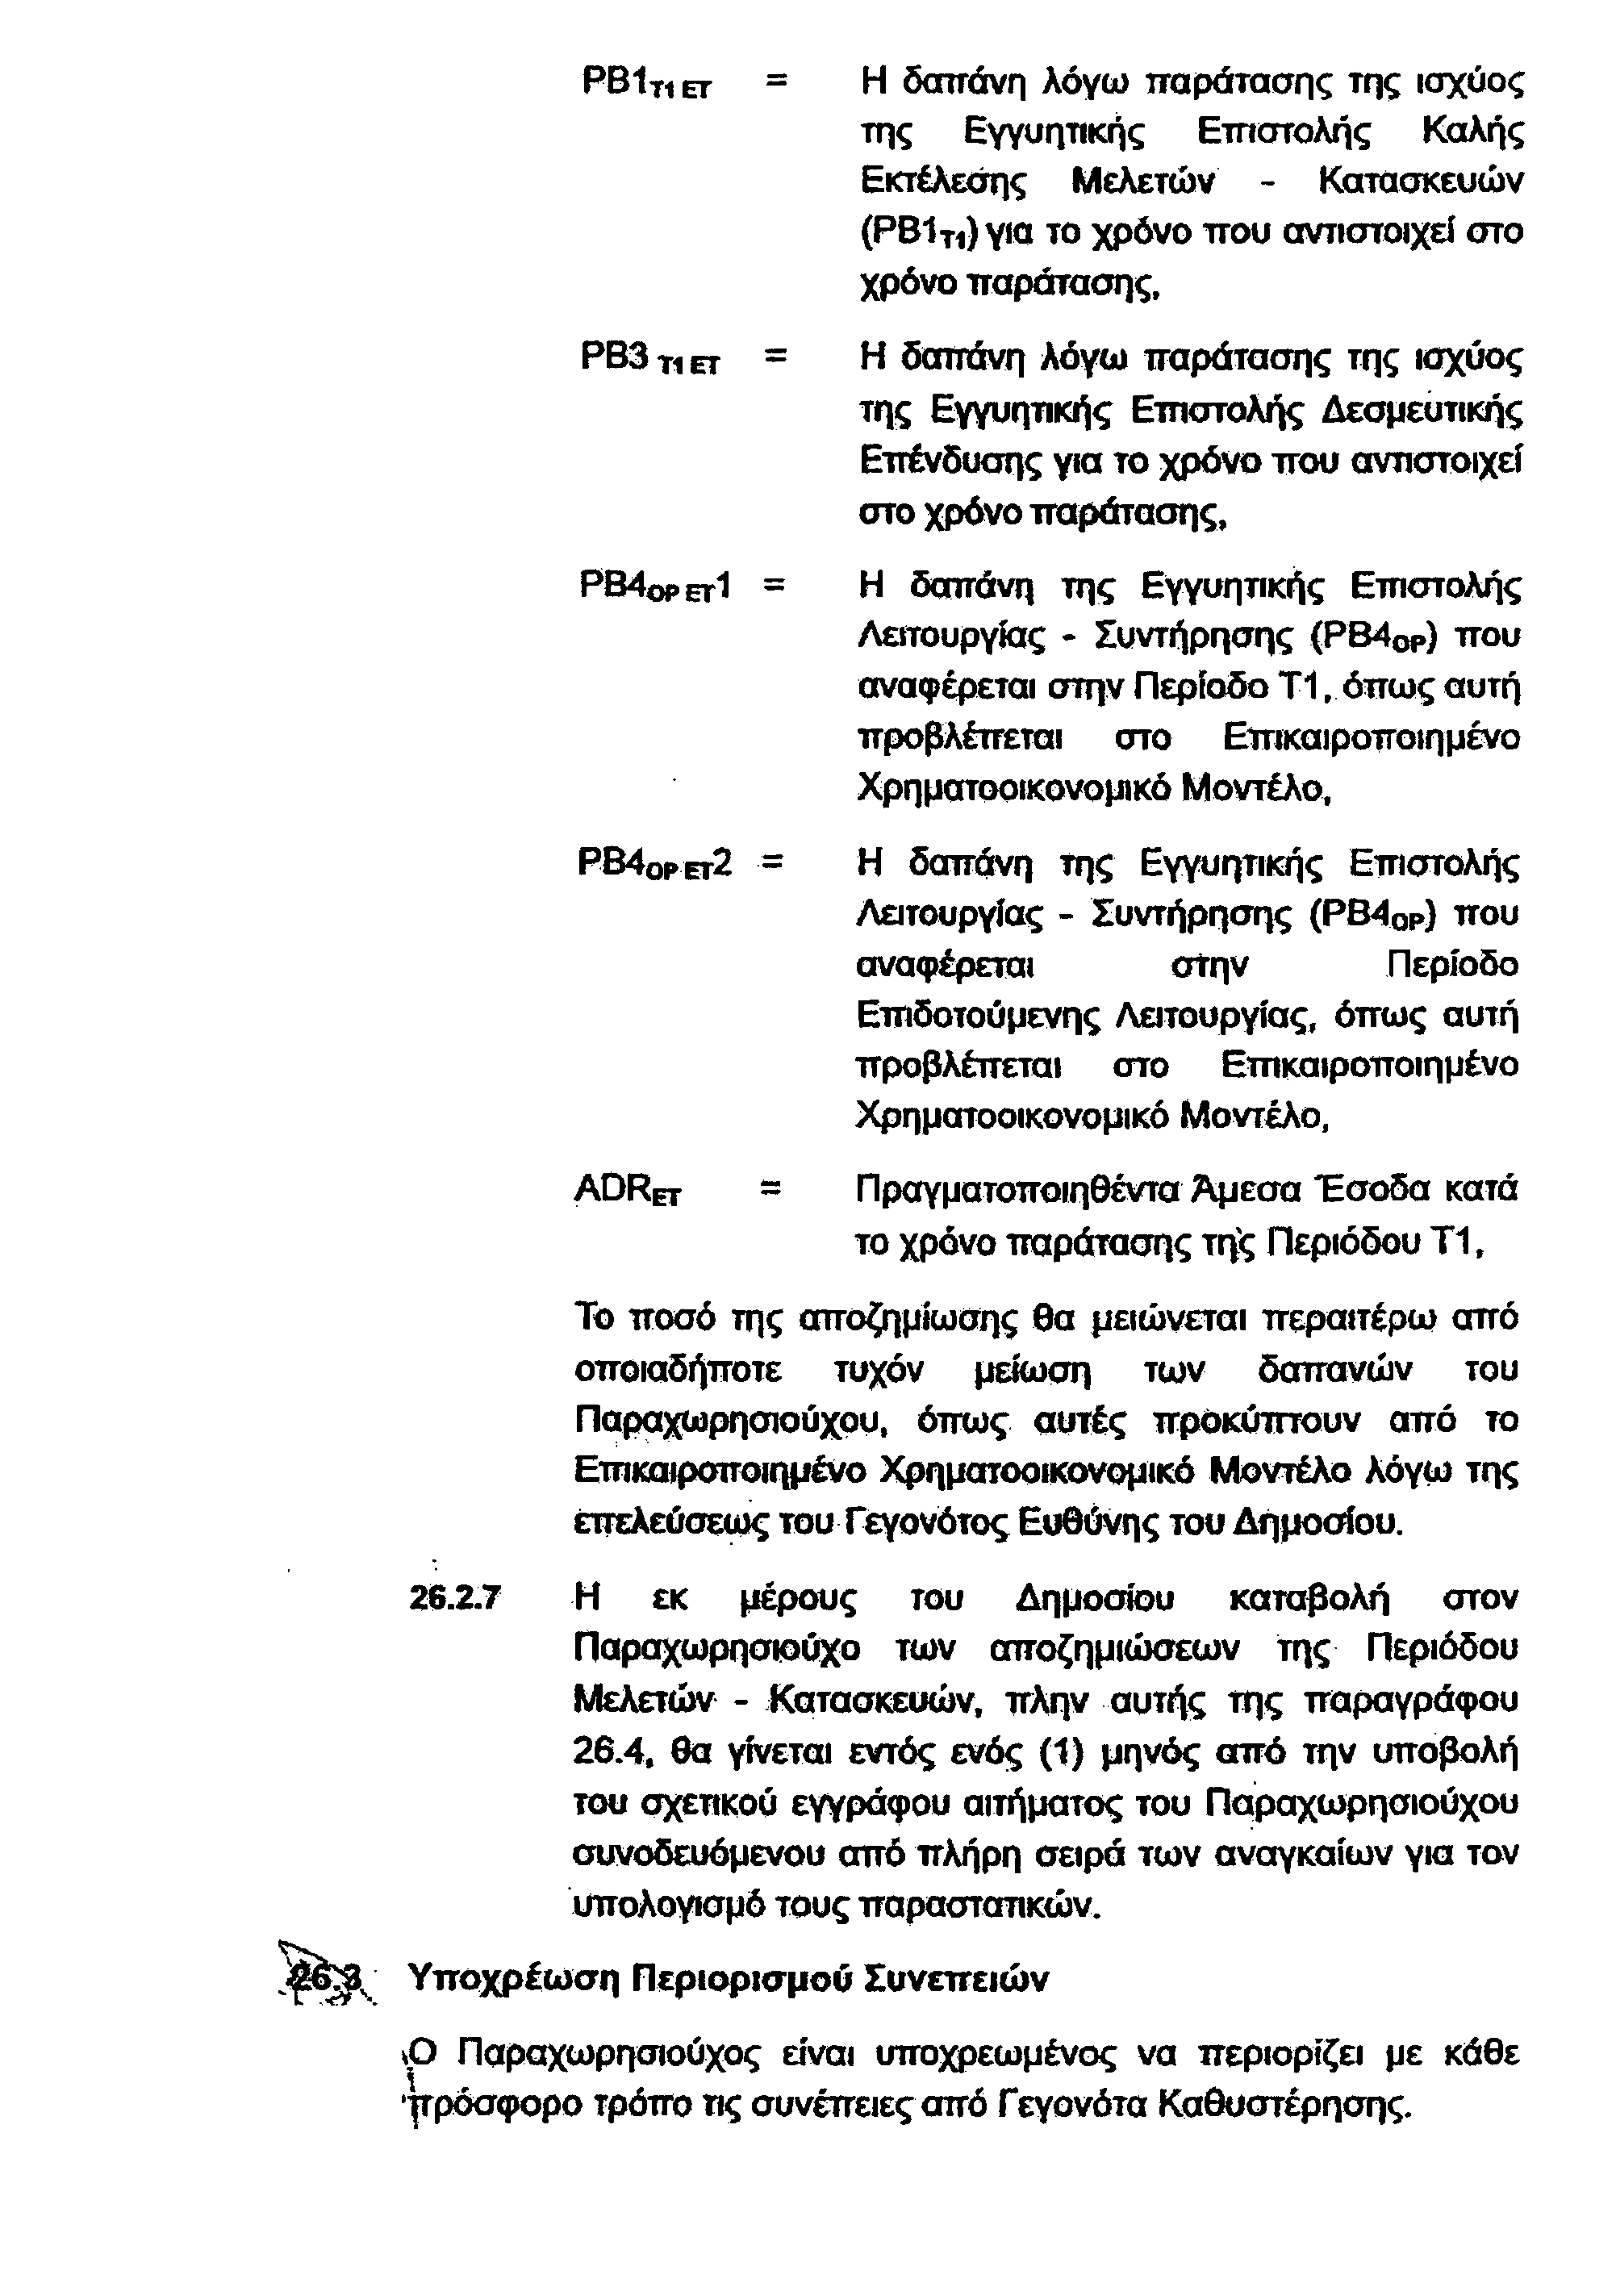 PB1T1 ET = Η δαπάνη λόγω παράτασης της ισχύος
της Εγγυητικής Επιστολής Καλής
Εκτέλεσης Μελετών - Κατασκευών
(PB1T1) για το χρόνο που αντιστοιχεί στο
χρόνο παράτασης,
PB3 T1 ET = Η δαπάνη λόγω παράτασης της ισχύος
της Εγγυητικής Επιστολής Δεσμευτικής
Επένδυσης για το χρόνο που αντιστοιχεί
στο χρόνο παράτασης,
PB4OP ET1 = Η δαπάνη της Εγγυητικής Επιστολής
Λειτουργίας - Συντήρησης (PB4OP) που
αναφέρεται στην Περίοδο Τ1, όπως αυτή
προβλέπεται στο Επικαιροποιημένο
Χρηματοοικονομικό Μοντέλο,
PB4OP ET2 = Η δαπάνη της Εγγυητικής Επιστολής
Λειτουργίας - Συντήρησης (PB4OP) που
αναφέρεται στην Περίοδο
Επιδοτούμενης Λειτουργίας, όπως αυτή
προβλέπεται στο Επικαιροποιημένο
Χρηματοοικονομικό Μοντέλο,
ADRET = Πραγματοποιηθέντα Άμεσα Έσοδα κατά
το χρόνο παράτασης της Περιόδου Τ1,
Το ποσό της αποζημίωσης θα μειώνεται περαιτέρω από
οποιαδήποτε τυχόν μείωση των δαπανών του
Παραχωρησιούχου, όπως αυτές προκύπτουν από το
Επικαιροποιημένο Χρηματοοικονομικό Μοντέλο λόγω της
επελεύσεως του Γεγονότος Ευθύνης του Δημοσίου.
26.2.7 Η εκ μέρους του Δημοσίου καταβολή στον
Παραχωρησιούχο των αποζημιώσεων της Περιόδου
Μελετών - Κατασκευών, πλην αυτής της παραγράφου
26.4, θα γίνεται εντός ενός (1) μηνός από την υποβολή
του σχετικού εγγράφου αιτήματος του Παραχωρησιούχου
συνοδευόμενου από πλήρη σειρά των αναγκαίων για τον
υπολογισμό τους παραστατικών.
26.3 Υποχρέωση Περιορισμού Συνεπειών
Ο Παραχωρησιούχος είναι υποχρεωμένος να περιορίζει με κάθε
πρόσφορο τρόπο τις συνέπειες από Γεγονότα Καθυστέρησης.